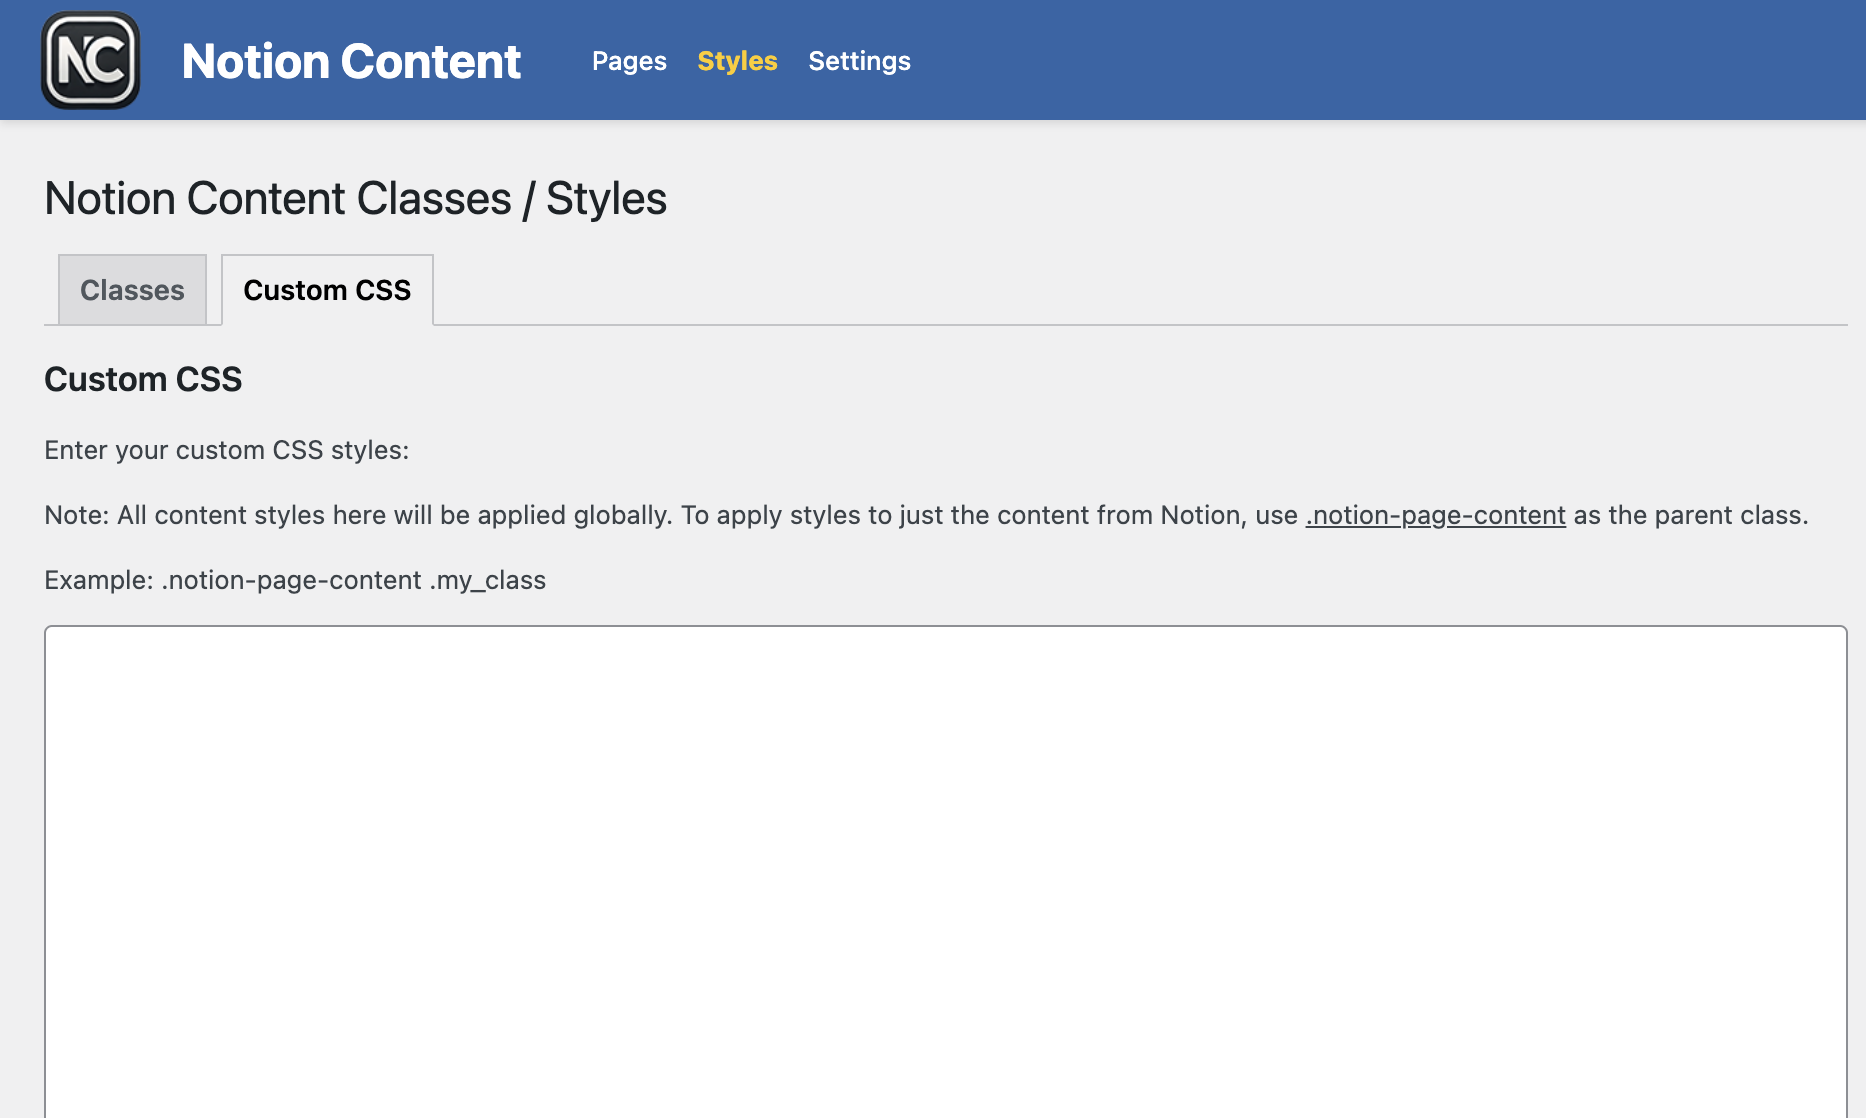 NC
Notion Content Pages Styles Settings
Notion Content Classes / Styles
Classes Custom CSS
Custom CSS
Enter your custom CSS styles:
Note: All content styles here will be applied globally. To apply styles to just the content from Notion, use .notion-page-content as the parent class.
Example: .notion-page-content .my_class